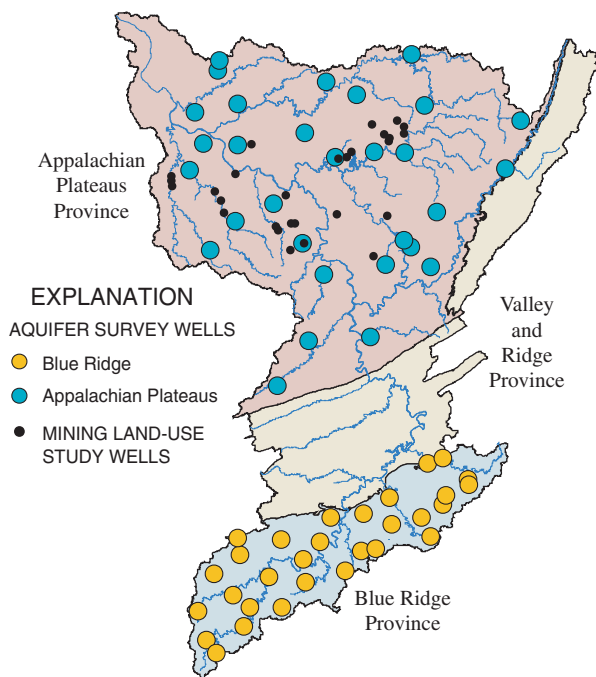 Appalachian
Plateaus
Province
EXPLANATION
AQUIFER SURVEY WELLS
Blue Ridge
Appalachian Plateaus
MINING LAND-USE
STUDY WELLS
Valley
and
Ridge
Province
Blue Ridge
Province